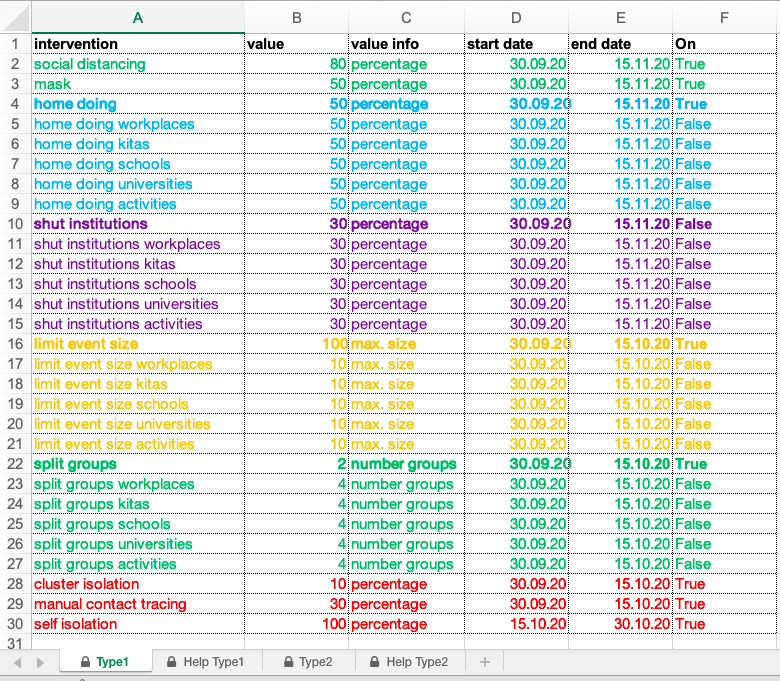 A B C D E F
1 intervention value value info start date end date On
2 social distancing 80 percentage 30.09.20 15.11.20 True
3 mask 50 percentage 30.09.20 15.11.20 True
4 home doing 50 percentage 30.09.20 15.11.20 True
5 home doing workplaces 50 percentage 30.09.20 15.11.20 False
6 home doing kitas 50 percentage 30.09.20 15.11.20 False
7 home doing schools 50 percentage 30.09.20 15.11.20 False
8 home doing universities 50 percentage 30.09.20 15.11.20 False
9 home doing activities 50 percentage 30.09.20 15.11.20 False
10 shut institutions 30 percentage 30.09.20 15.11.20 False
11 shut institutions workplaces 30 percentage 30.09.20 15.11.20 False
12 shut institutions kitas 30 percentage 30.09.20 15.11.20 False
13 shut institutions schools 30 percentage 30.09.20 15.11.20 False
14 shut institutions universities 30 percentage 30.09.20 15.11.20 False
15 shut institutions activities 30 percentage 30.09.20 15.11.20 False
16 limit event size 100 max. size 30.09.20 15.10.20 True
17 limit event size workplaces 10 max. size 30.09.20 15.10.20 False
18 limit event size kitas 10 max. size 30.09.20 15.10.20 False
19 limit event size schools 10 max. size 30.09.20 15.10.20 False
20 limit event size universities 10 max. size 30.09.20 15.10.20 False
21 limit event size activities 10 max. size 30.09.20 15.10.20 False
22 split groups 2 number groups 30.09.20 15.10.20 True
23 split groups workplaces 4 number groups 30.09.20 15.10.20 False
24 split groups kitas 4 number groups 30.09.20 15.10.20 False
25 split groups schools 4 number groups 30.09.20 15.10.20 False
26 split groups universities 4 number groups 30.09.20 15.10.20 False
27 split groups activities 4 number groups 30.09.20 15.10.20 False
28 cluster isolation 10 percentage 30.09.20 15.10.20 True
29 manual contact tracing 30 percentage 30.09.20 15.10.20 True
30 self isolation 100 percentage 15.10.20 30.10.20 True
31
Type1 Help Type1 Type2 Help Type2 +